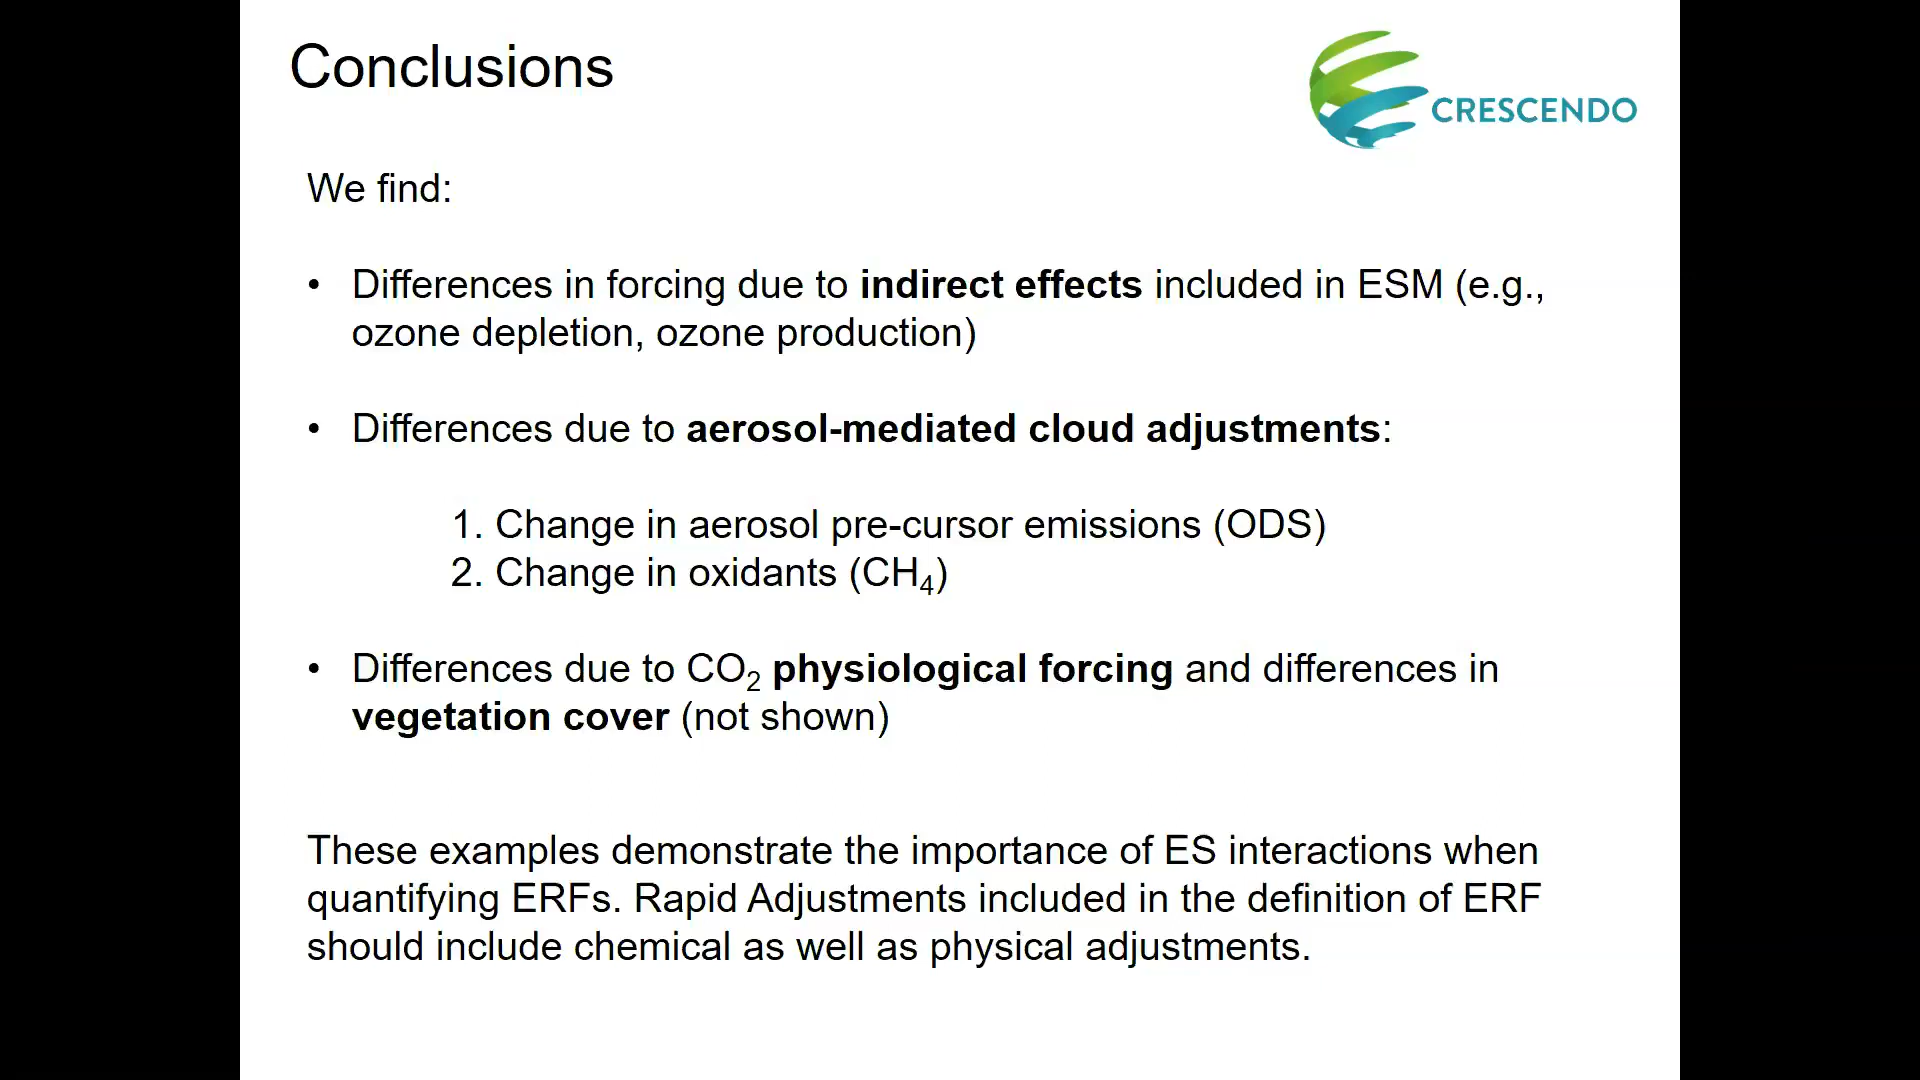 Conclusions
CRESCENDO
We find:
• Differences in forcing due to indirect effects included in ESM (e.g.,
ozone depletion, ozone production)
• Differences due to aerosol-mediated cloud adjustments:
1. Change in aerosol pre-cursor emissions (ODS)
2. Change in oxidants (CH₄)
• Differences due to CO₂ physiological forcing and differences in
vegetation cover (not shown)
These examples demonstrate the importance of ES interactions when
quantifying ERFs. Rapid Adjustments included in the definition of ERF
should include chemical as well as physical adjustments.